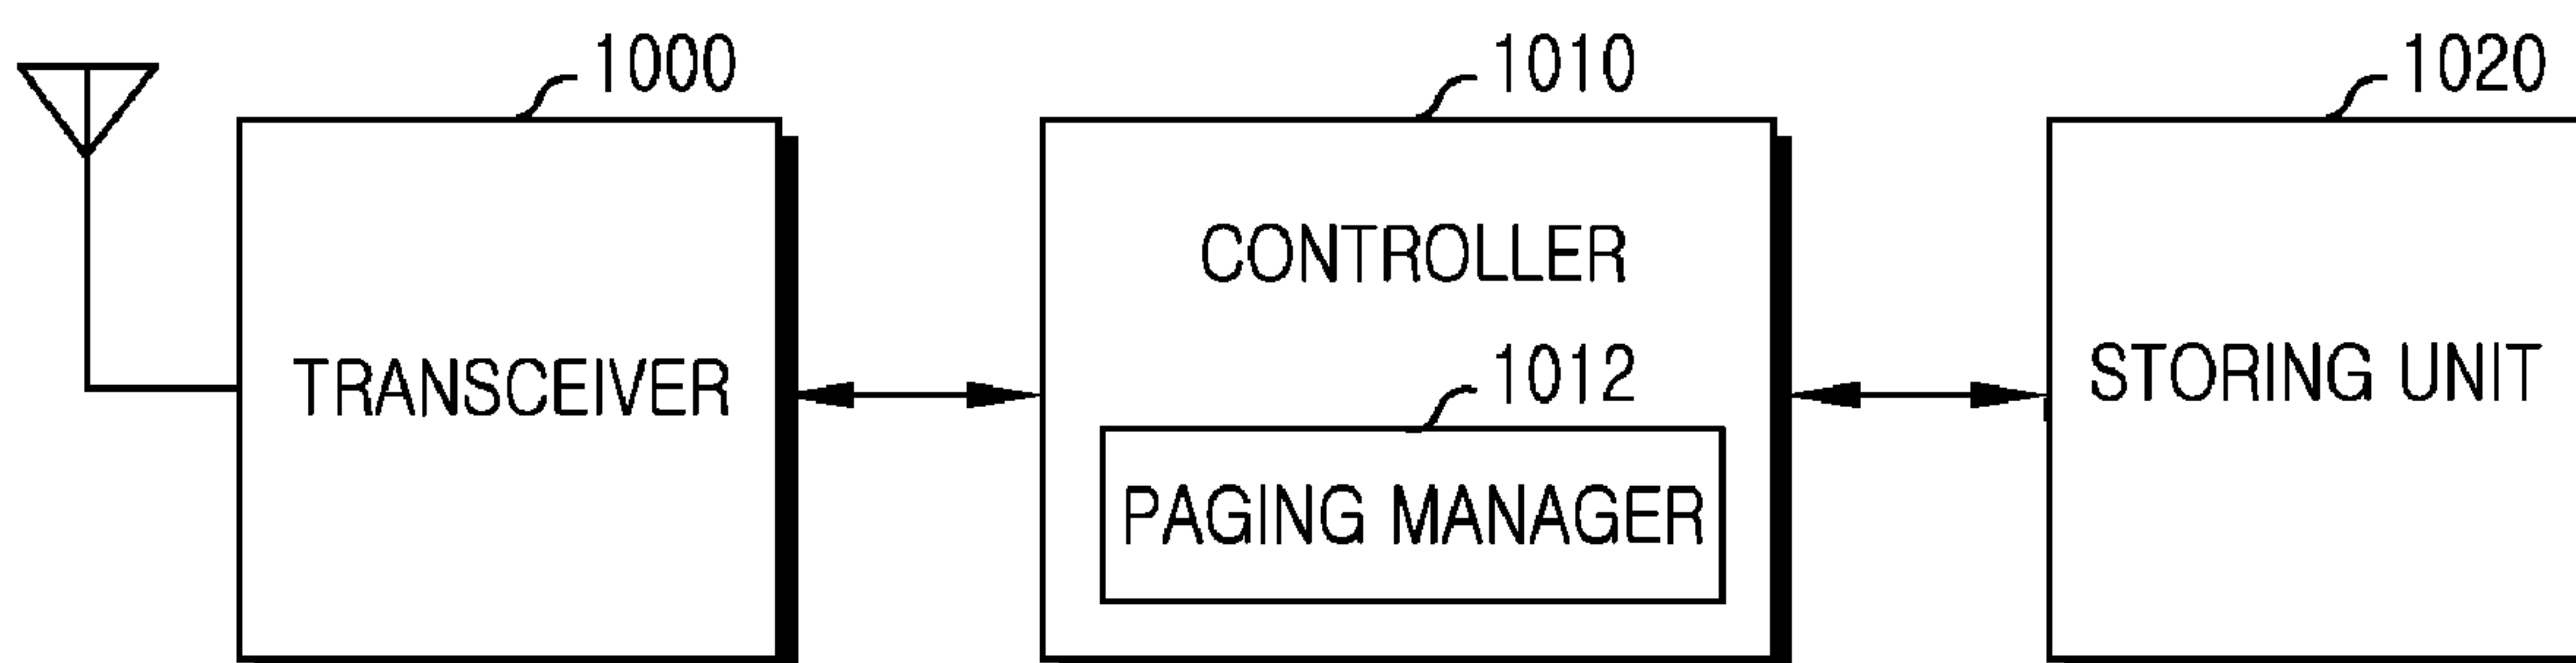 1000
1010
1020
TRANSCEIVER
CONTROLLER
1012
PAGING MANAGER
STORING UNIT